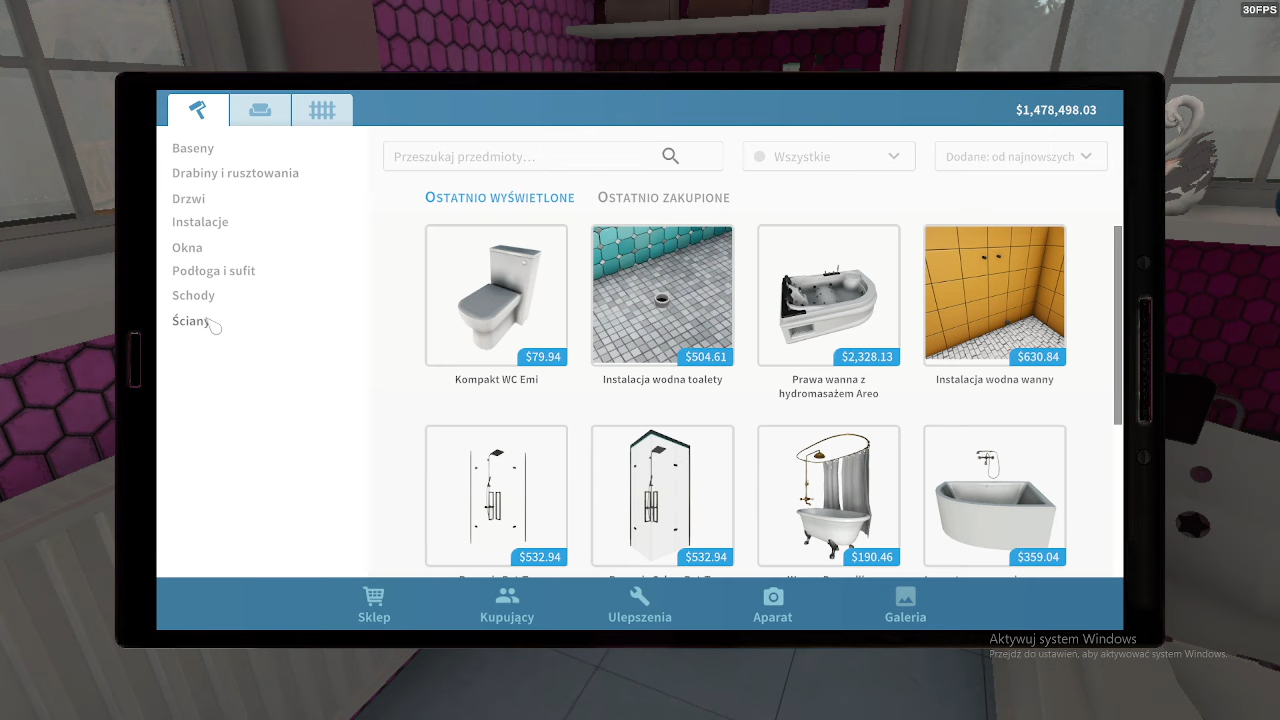 30FPS
$1,478,498.03
Baseny
Drabiny i rusztowania
Drzwi
Instalacje
Okna
Podłoga i sufit
Schody
Ściany
Przeszukaj przedmioty...
Wszystkie
Dodane: od najnowszych
OSTATNIO WYŚWIETLONE
OSTATNIO ZAKUPIONE
$79.94
$504.61
$2,328.13
$630.84
Kompakt WC Emi
Instalacja wodna toalety
Prawa wanna z
hydromasażem Areo
Instalacja wodna wanny
$532.94
$532.94
$190.46
$359.04
Sklep
Kupujący
Ulepszenia
Aparat
Galeria
Aktywuj system Windows
Przejdź do ustawień, aby aktywować system Windows.